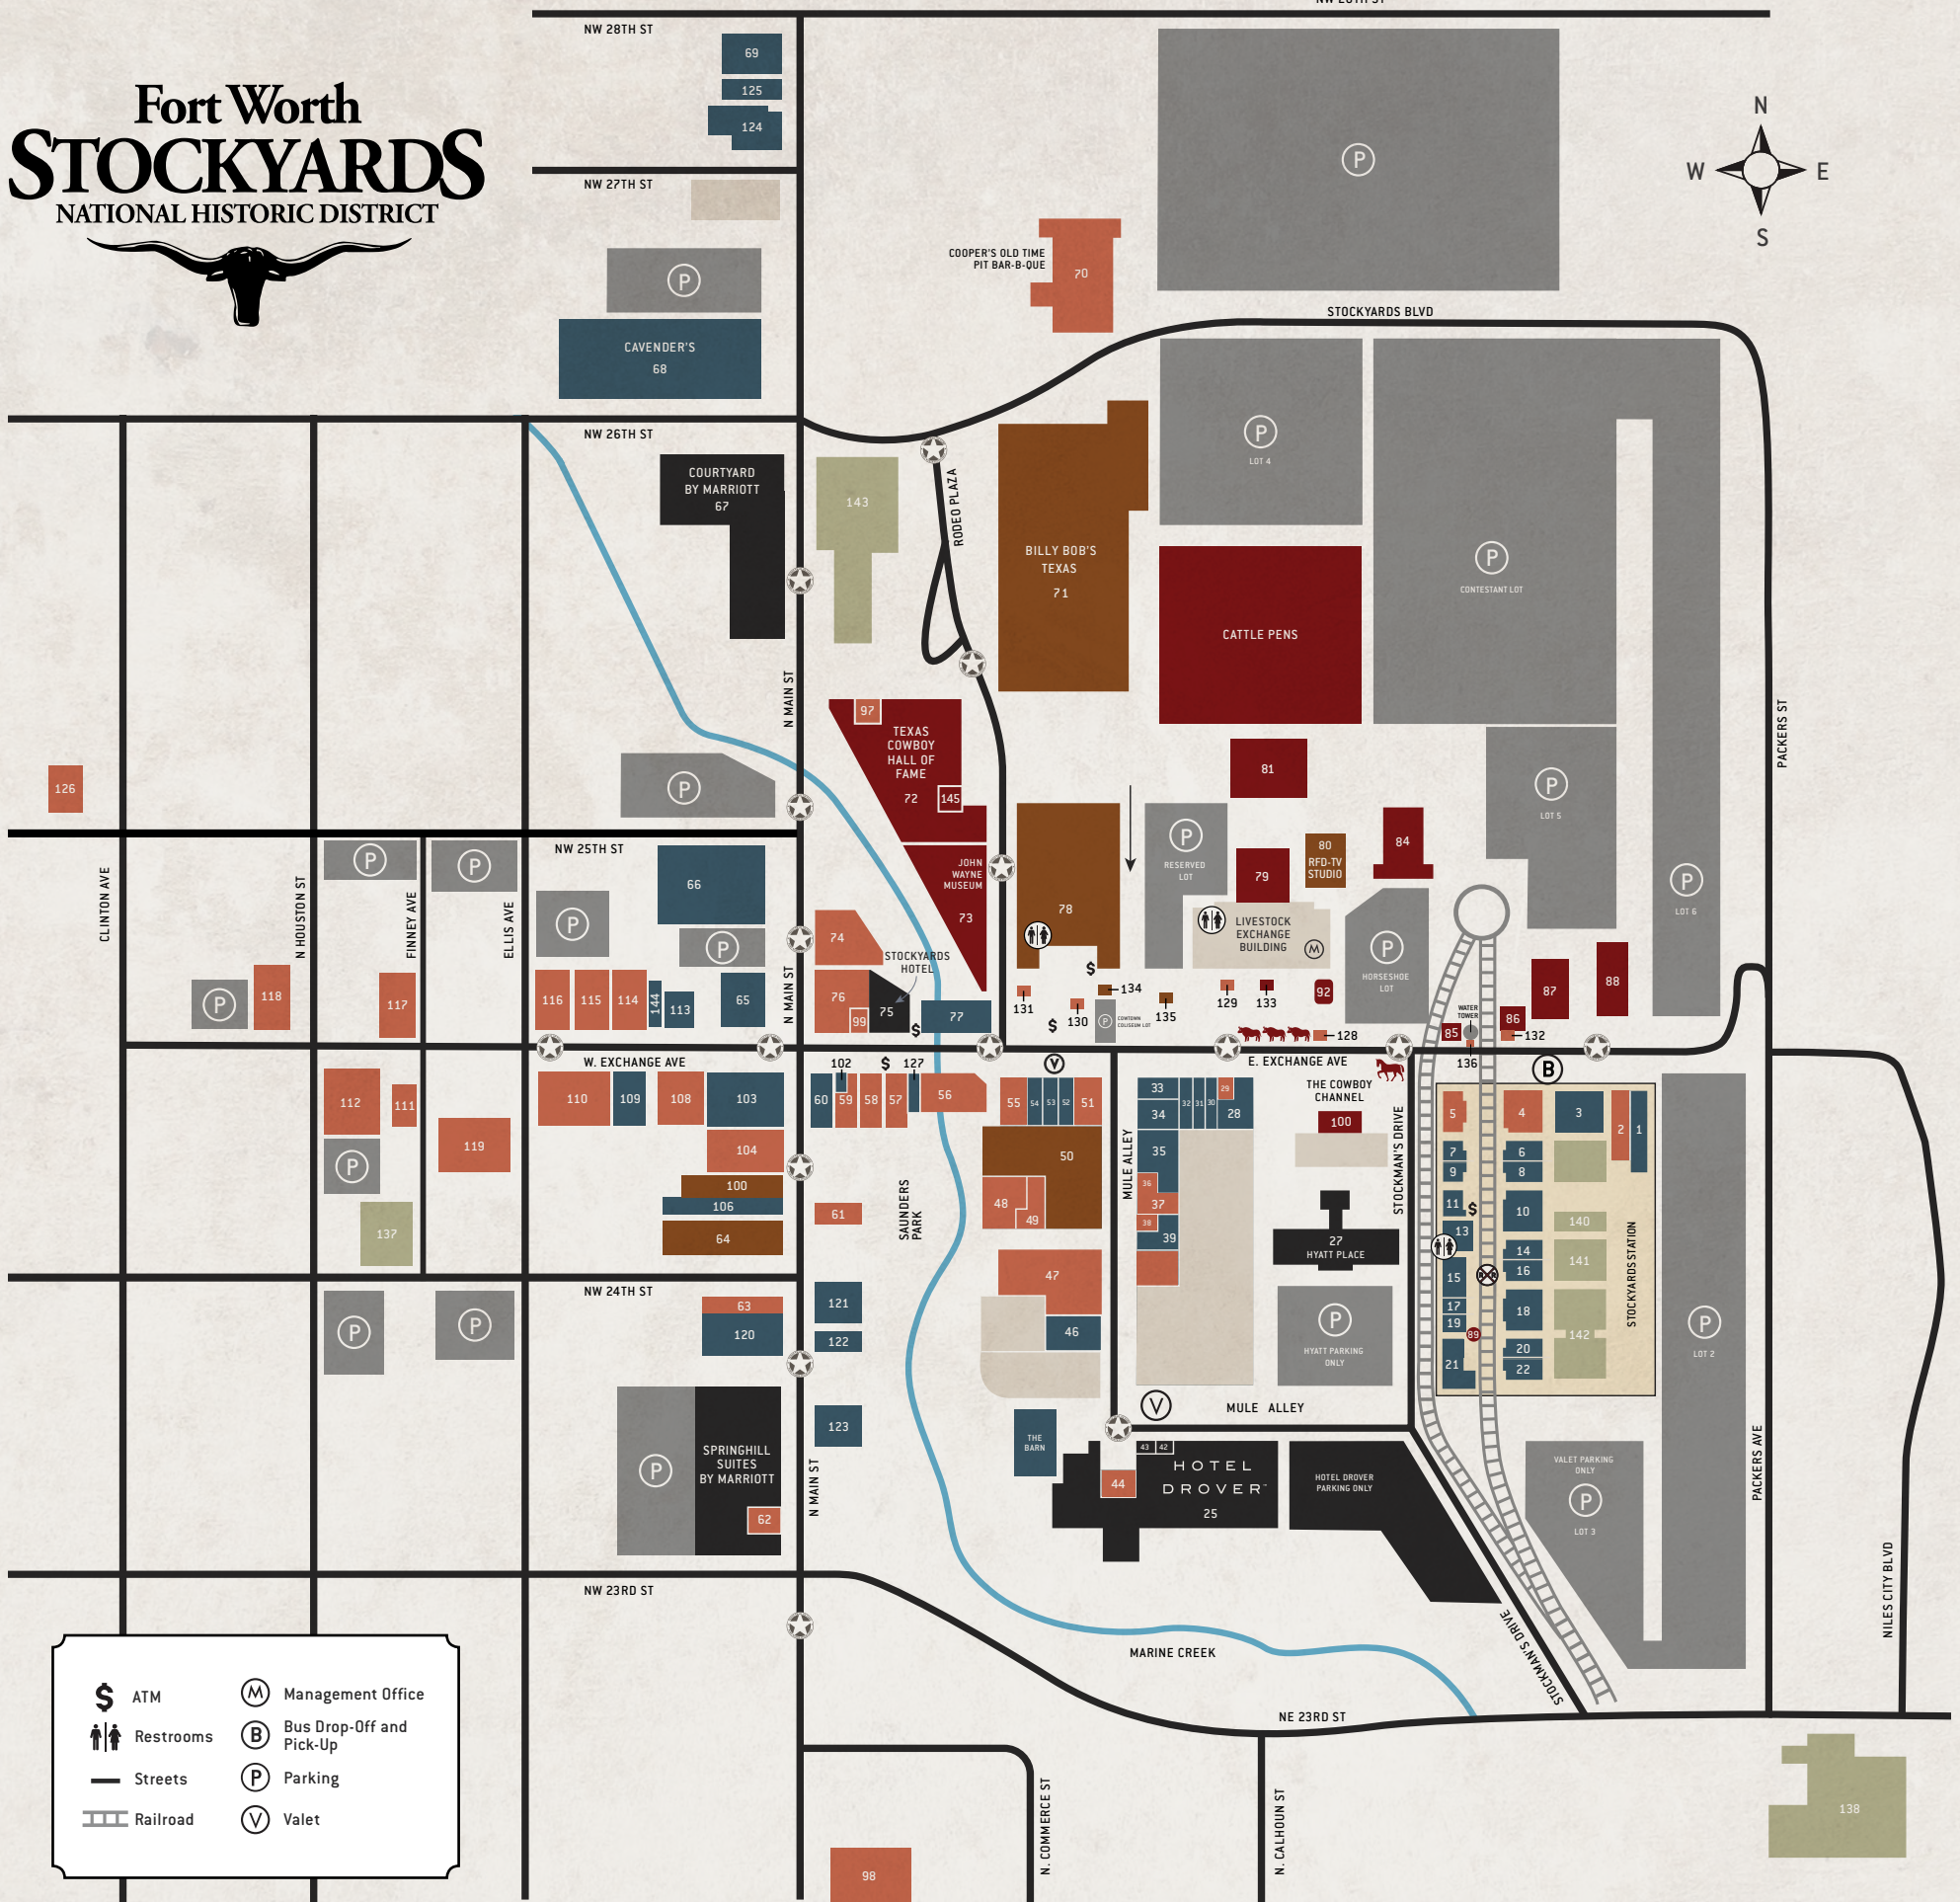 NW 28TH ST
NW 28TH ST
69
125
124
Fort Worth
STOCKYARDS
NATIONAL HISTORIC DISTRICT
N
W
E
S
P
NW 27TH ST
COOPER'S OLD TIME
PIT BAR-B-QUE
70
P
STOCKYARDS BLVD
CAVENDER'S
68
NW 26TH ST
COURTYARD
BY MARRIOTT
67
143
RODEO PLAZA
BILLY BOB'S
TEXAS
71
P
LOT 4
P
CONTESTANT LOT
CATTLE PENS
N MAIN ST
PACKERS ST
97
TEXAS
COWBOY
HALL OF
FAME
72
145
126
P
81
P
LOT 5
P
RESERVED
LOT
80
RFD-TV
STUDIO
84
79
NW 25TH ST
P
P
66
JOHN
WAYNE
MUSEUM
73
78
P
LOT 6
CLINTON AVE
N HOUSTON ST
FINNEY AVE
ELLIS AVE
P
P
74
STOCKYARDS
HOTEL
LIVESTOCK
EXCHANGE
BUILDING
M
P
HORSESHOE
LOT
N MAIN ST
P
118
117
116
115
114
144
113
65
76
99
75
77
$
$
131
130
134
P
COWTOWN
COLISEUM LOT
135
129
133
92
87
88
86
WATER
TOWER
85
132
128
$
136
W. EXCHANGE AVE
E. EXCHANGE AVE
102
$
127
V
B
THE COWBOY
CHANNEL
100
112
111
110
109
108
103
60
59
58
57
56
55
54
53
52
51
33
34
32
31
30
29
28
5
4
3
2
1
P
119
104
100
106
64
61
SAUNDERS
PARK
50
48
49
MULE ALLEY
35
36
37
38
39
STOCKMAN'S DRIVE
7
9
6
8
11
$
10
13
140
14
16
141
15
17
19
18
142
89
20
21
22
STOCKYARDS STATION
137
27
HYATT PLACE
47
46
P
HYATT PARKING
ONLY
P
LOT 2
NW 24TH ST
P
P
63
120
121
122
123
MULE ALLEY
V
P
SPRINGHILL
SUITES
BY MARRIOTT
62
N MAIN ST
THE
BARN
43
42
44
HOTEL
DROVER
25
HOTEL DROVER
PARKING ONLY
VALET PARKING
ONLY
P
LOT 3
PACKERS AVE
NILES CITY BLVD
NW 23RD ST
MARINE CREEK
STOCKMAN'S DRIVE
NE 23RD ST
$ ATM
Restrooms
Streets
Railroad
M Management Office
B Bus Drop-Off and
Pick-Up
P Parking
V Valet
N. COMMERCE ST
N. CALHOUN ST
138
98